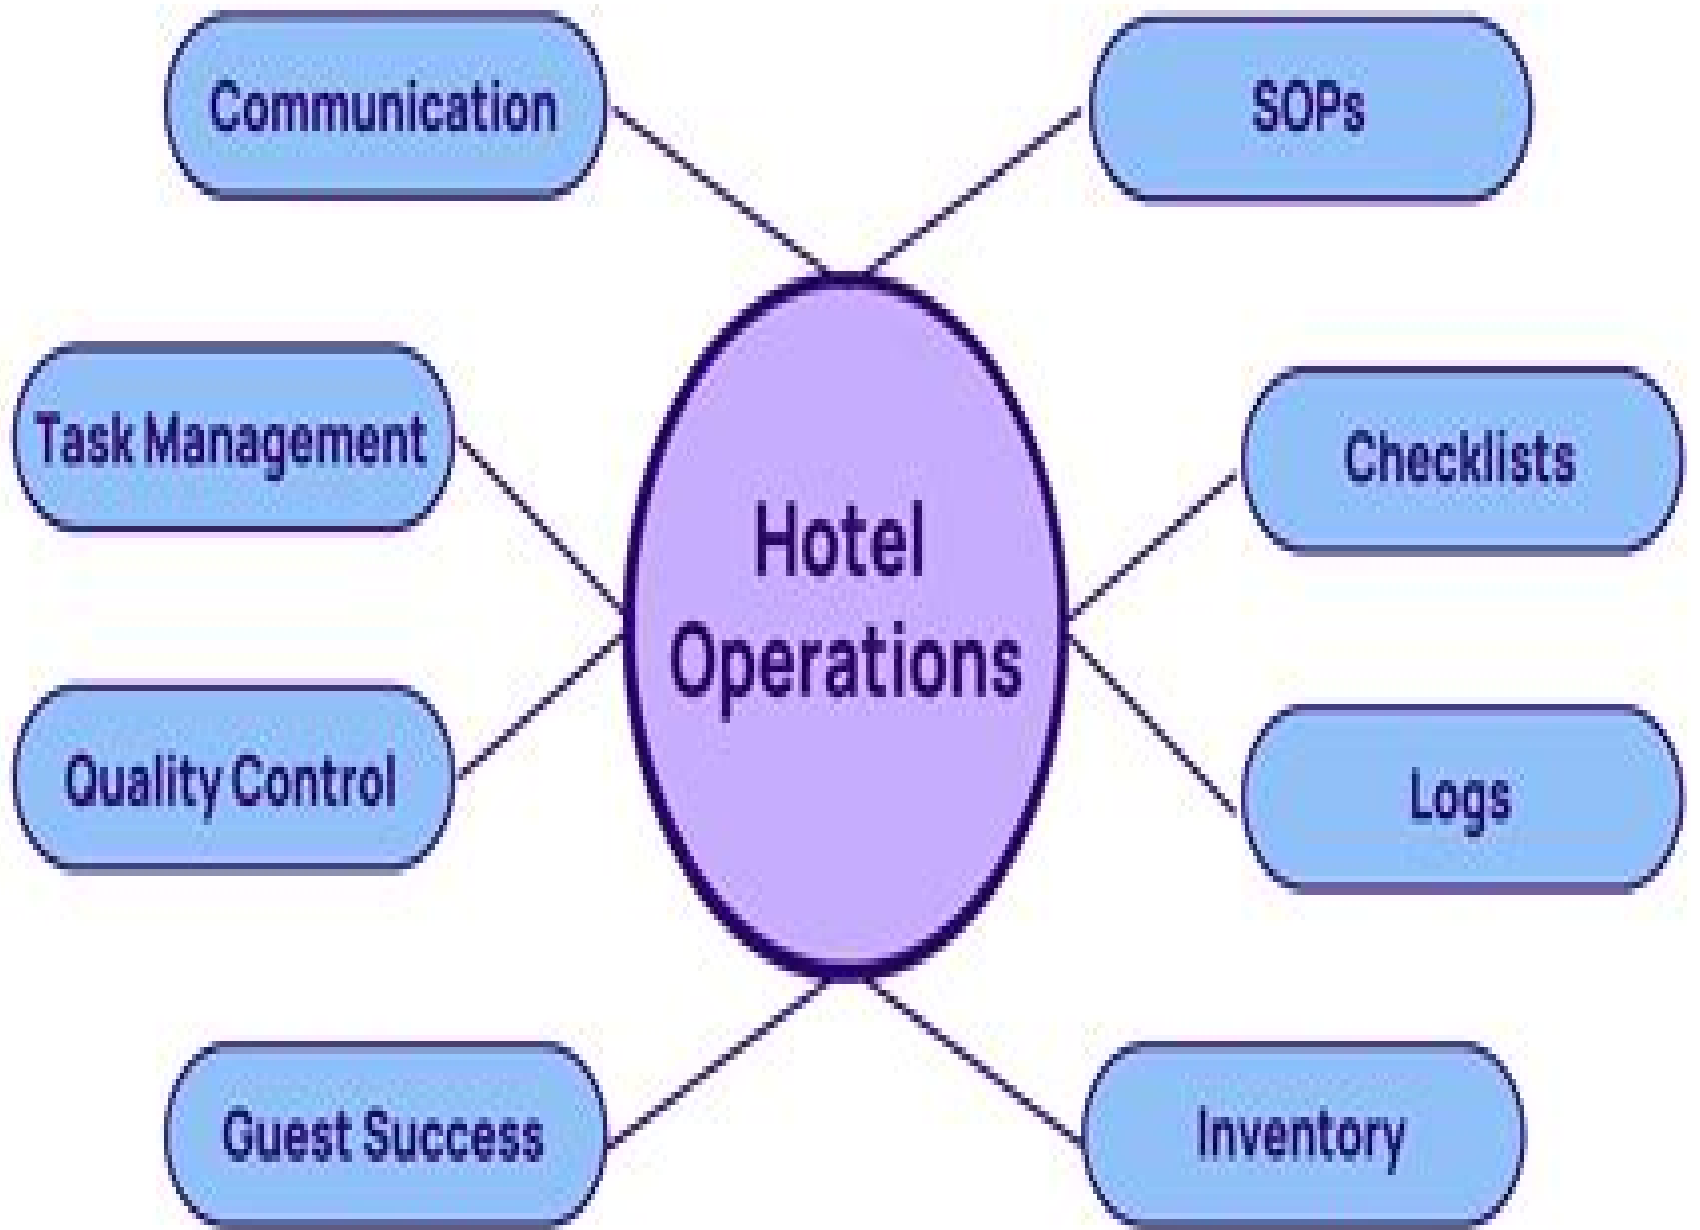 Communication
SOPs
Task Management
Checklists
Hotel
Operations
Quality Control
Logs
Guest Success
Inventory